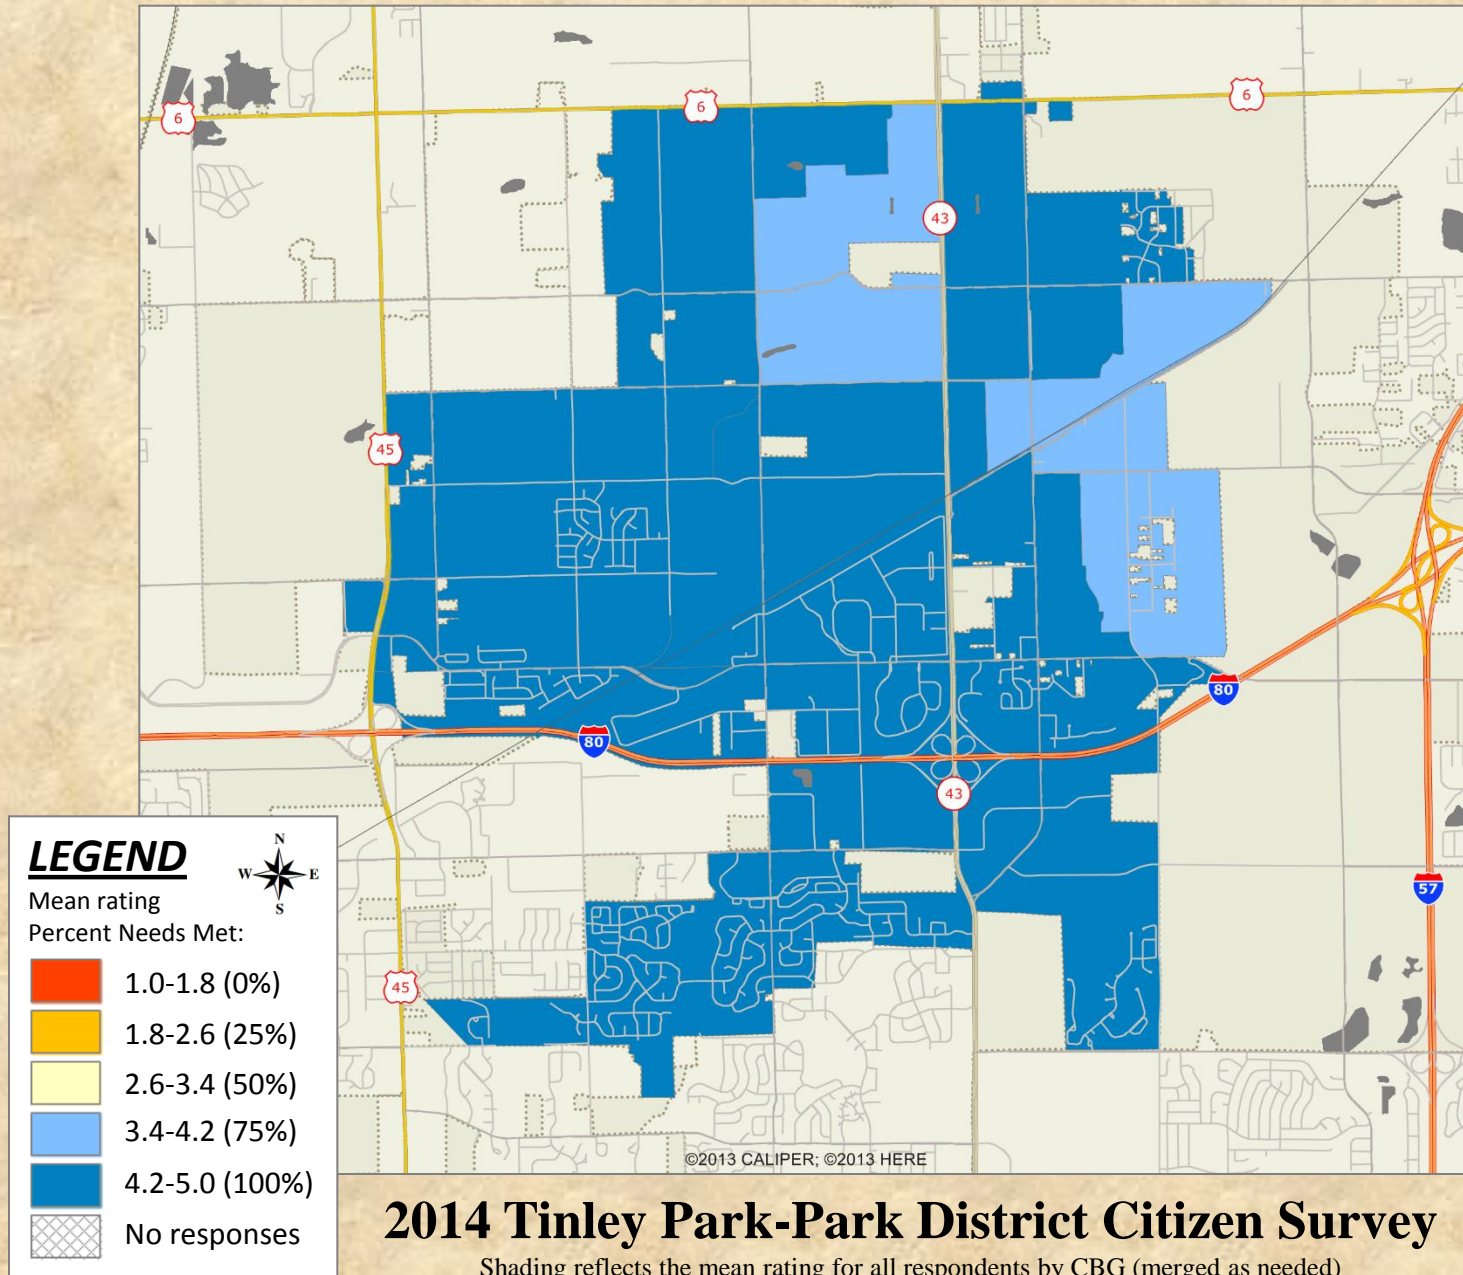 6
6
6
43
45
80
80
43
57
45
LEGEND
N
W E
S
Mean rating
Percent Needs Met:
1.0-1.8 (0%)
1.8-2.6 (25%)
2.6-3.4 (50%)
3.4-4.2 (75%)
4.2-5.0 (100%)
No responses
©2013 CALIPER; ©2013 HERE
2014 Tinley Park-Park District Citizen Survey
Shading reflects the mean rating for all respondents by CBG (merged as needed)